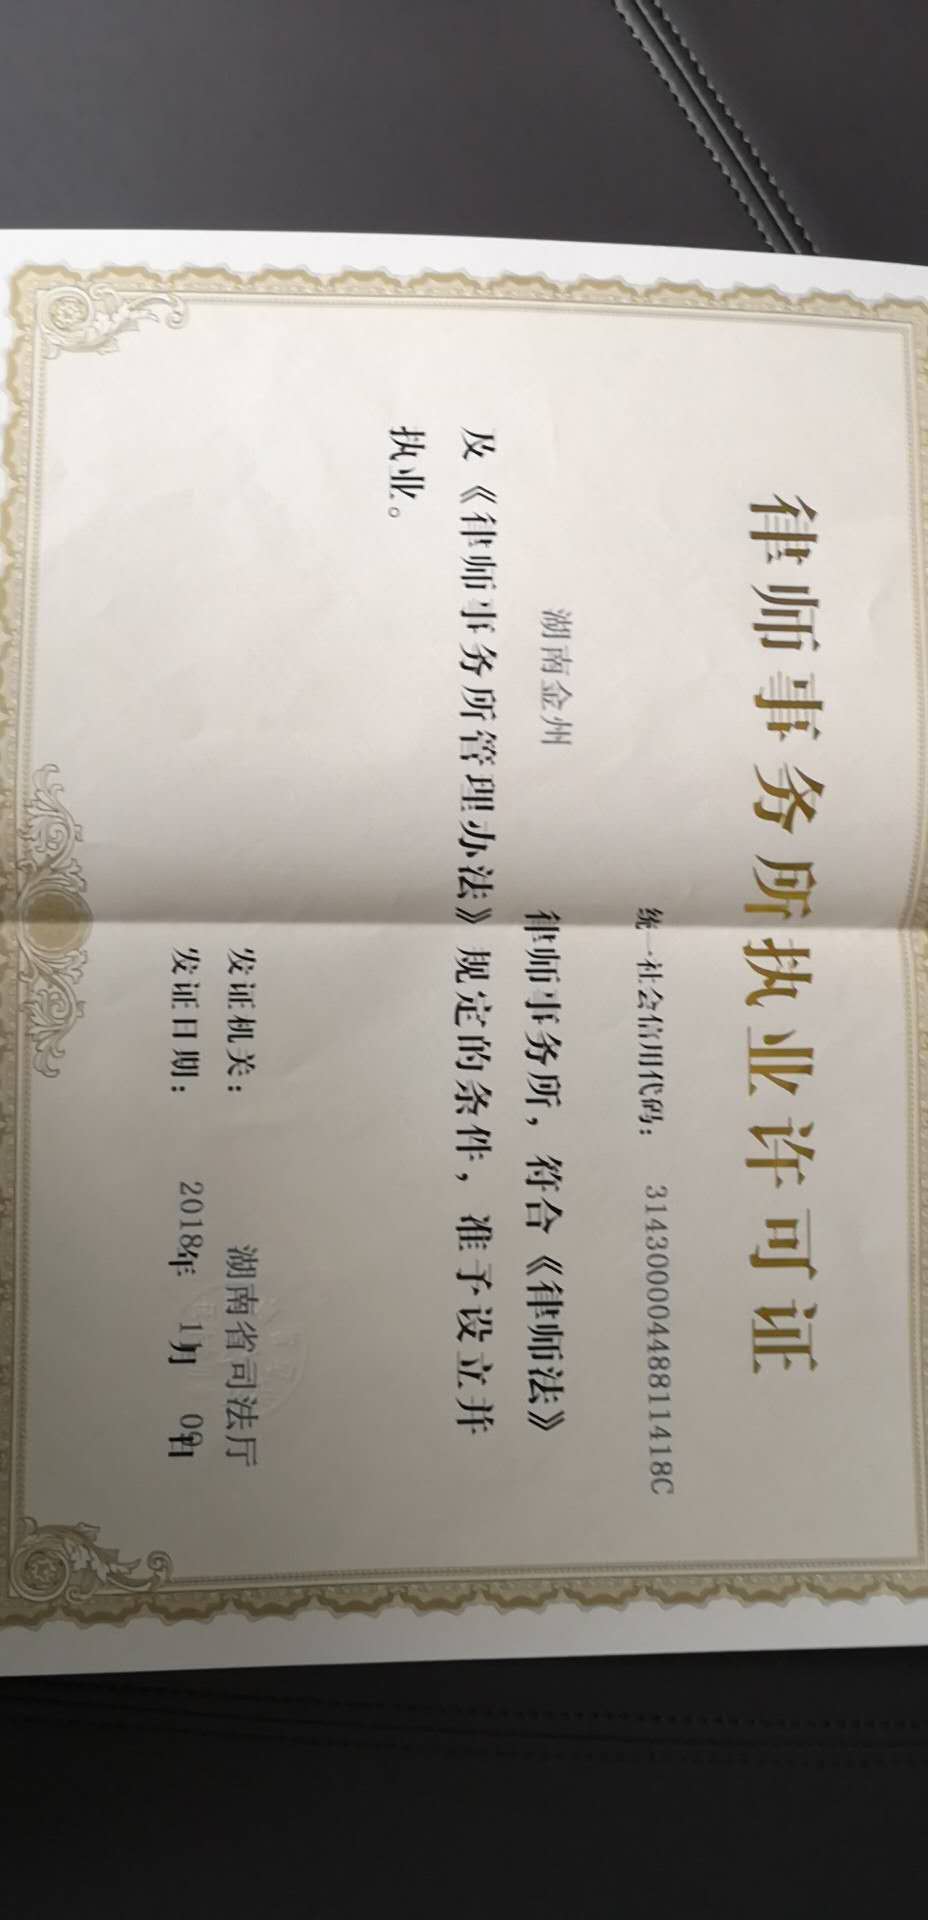 律师事务所执业许可证
统一社会信用代码： 31430000448811418C
湖南金州 律师事务所，符合《律师法》
及《律师事务所管理办法》规定的条件，准予设立并
执业。
发证机关： 湖南省司法厅
发证日期： 2018年 11月 09日